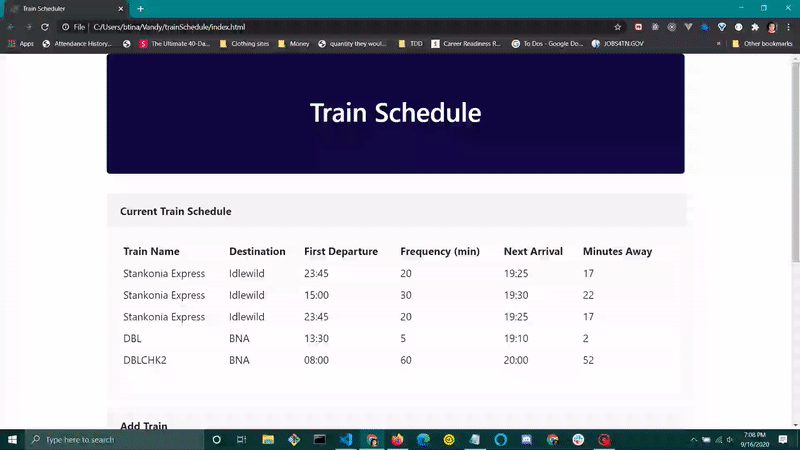 Train Scheduler
File C:/Users/btina/Vandy/trainSchedule/index.html
Apps Attendance History... The Ultimate 40-Da... Clothing sites Money quantity they woul... TDD Career Readiness R... To Dos - Google Do... JOBS4TN.GOV » Other bookmarks
Train Schedule
Current Train Schedule
Train Name Destination First Departure Frequency (min) Next Arrival Minutes Away
Stankonia Express Idlewild 23:45 20 19:25 17
Stankonia Express Idlewild 15:00 30 19:30 22
Stankonia Express Idlewild 23:45 20 19:25 17
DBL BNA 13:30 5 19:10 2
DBLCHK2 BNA 08:00 60 20:00 52
Add Train
Type here to search
7:08 PM
9/16/2020